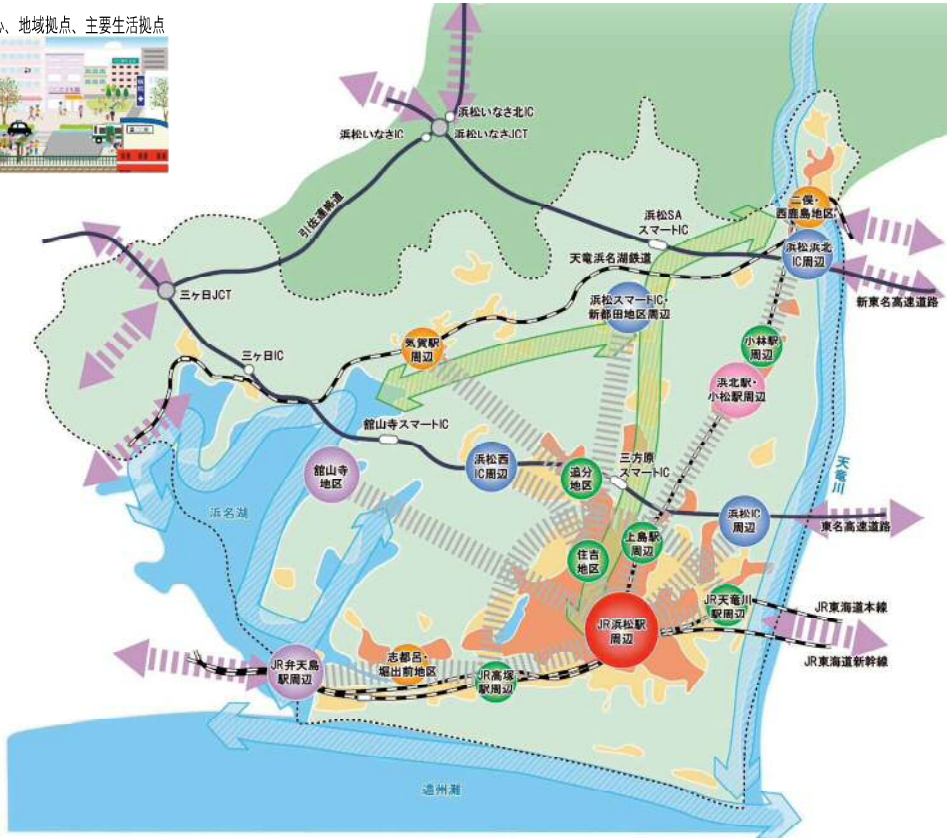 、地域拠点、主要生活拠点
浜松いなさ北IC
浜松いなさIC
浜松いなさJCT
引佐連絡道
浜松SA
スマートIC
二俣・
西鹿島地区
浜松浜北
IC周辺
天竜浜名湖鉄道
新東名高速道路
三ヶ日JCT
浜松スマートIC・
新都田地区周辺
気賀駅
周辺
小林駅
周辺
三ヶ日IC
浜北駅・
小松駅周辺
舘山寺スマートIC
三方原
スマートIC
舘山寺
地区
浜松西
IC周辺
追分
地区
天竜川
浜名湖
浜松IC
周辺
東名高速道路
上島駅
周辺
住吉
地区
JR天竜川
駅周辺
JR東海道本線
JR浜松駅
周辺
JR東海道新幹線
志都呂・
堀出前地区
JR弁天島
駅周辺
JR高塚
駅周辺
遠州灘